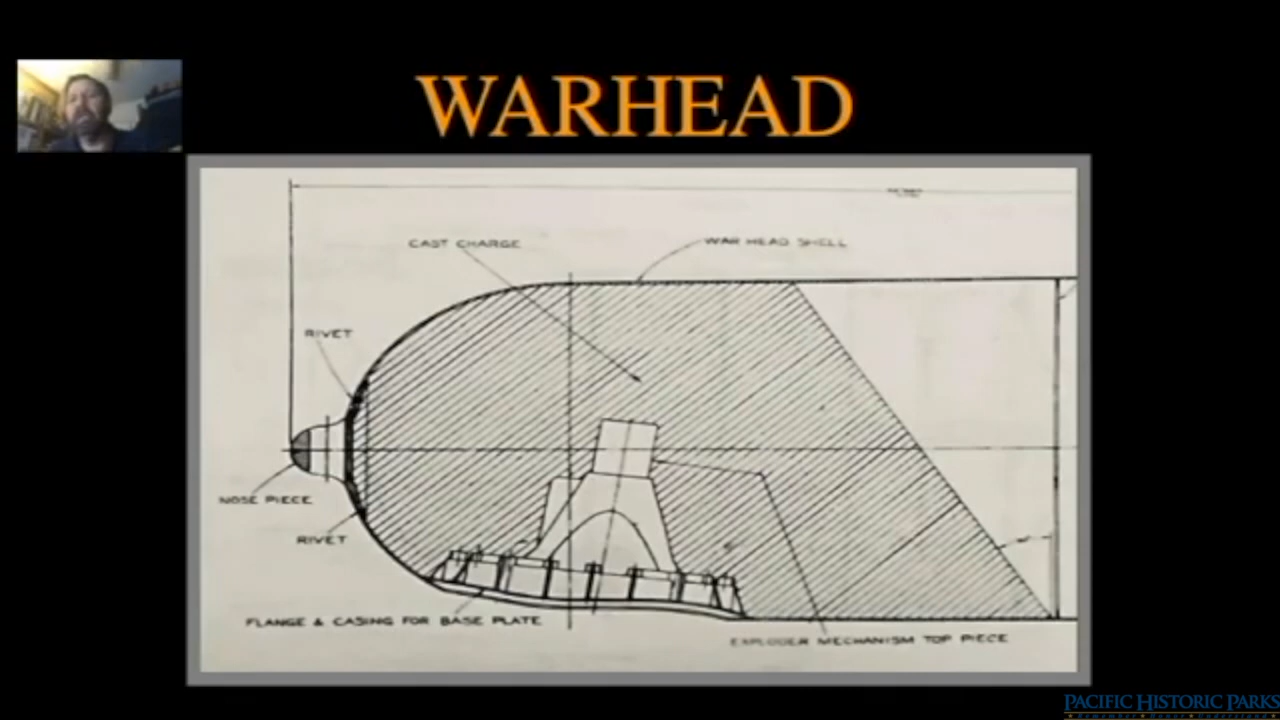 WARHEAD
CAST CHARGE
WAR HEAD SHELL
RIVET
NOSE PIECE
RIVET
FLANGE & CASING FOR BASE PLATE
EXPLODER MECHANISM TOP PIECE
PACIFIC HISTORIC PARKS